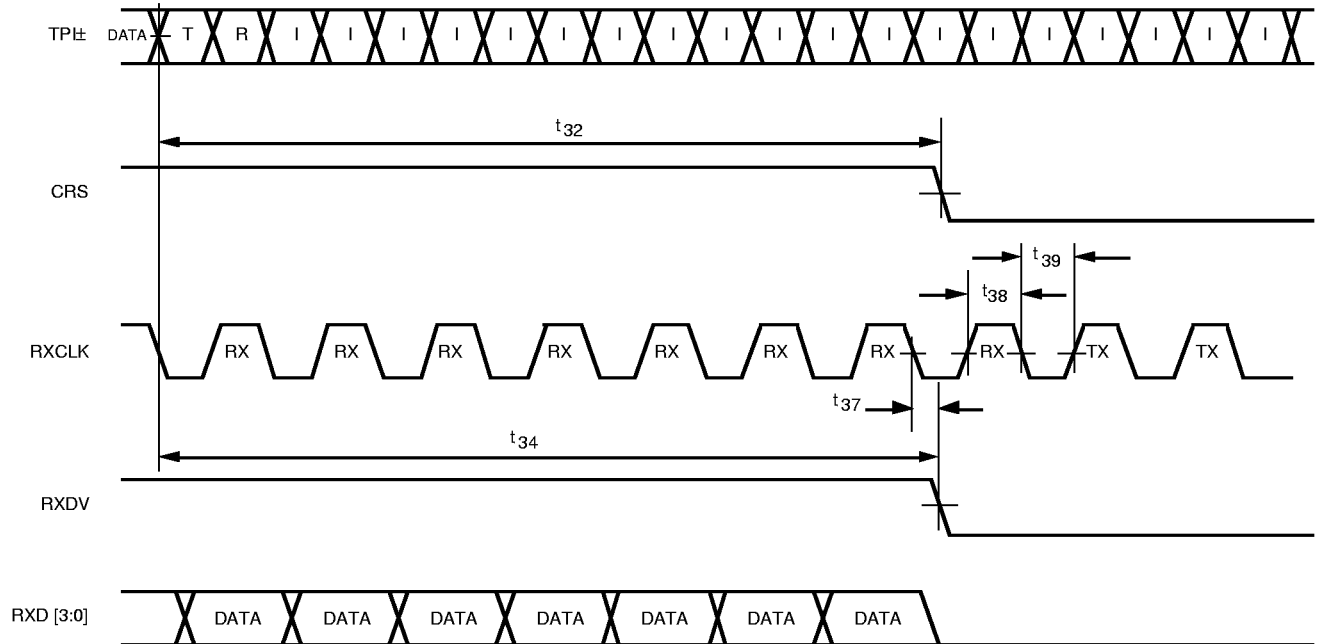 TPI± DATA T R I I I I I I I I I I I I I I I I I I I
t32
CRS
t39
t38
RXCLK RX RX RX RX RX RX RX RX TX TX
t37
t34
RXDV
RXD [3:0] DATA DATA DATA DATA DATA DATA DATA